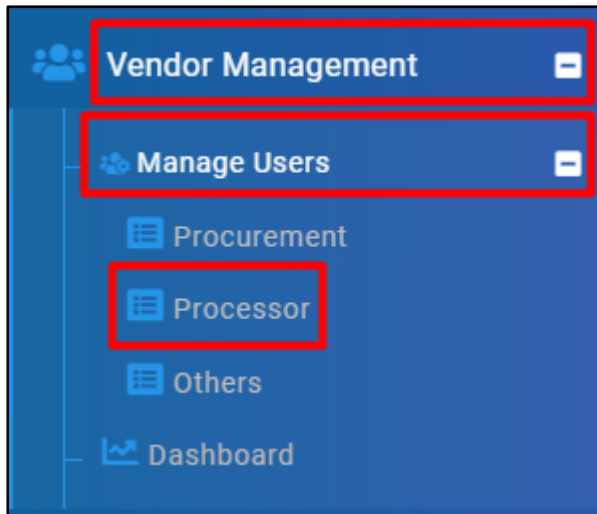 Vendor Management
Manage Users
Procurement
Processor
Others
Dashboard